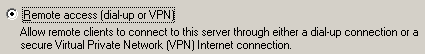 Remote access (dial-up or VPN)
Allow remote clients to connect to this server through either a dial-up connection or a
secure Virtual Private Network (VPN) Internet connection.